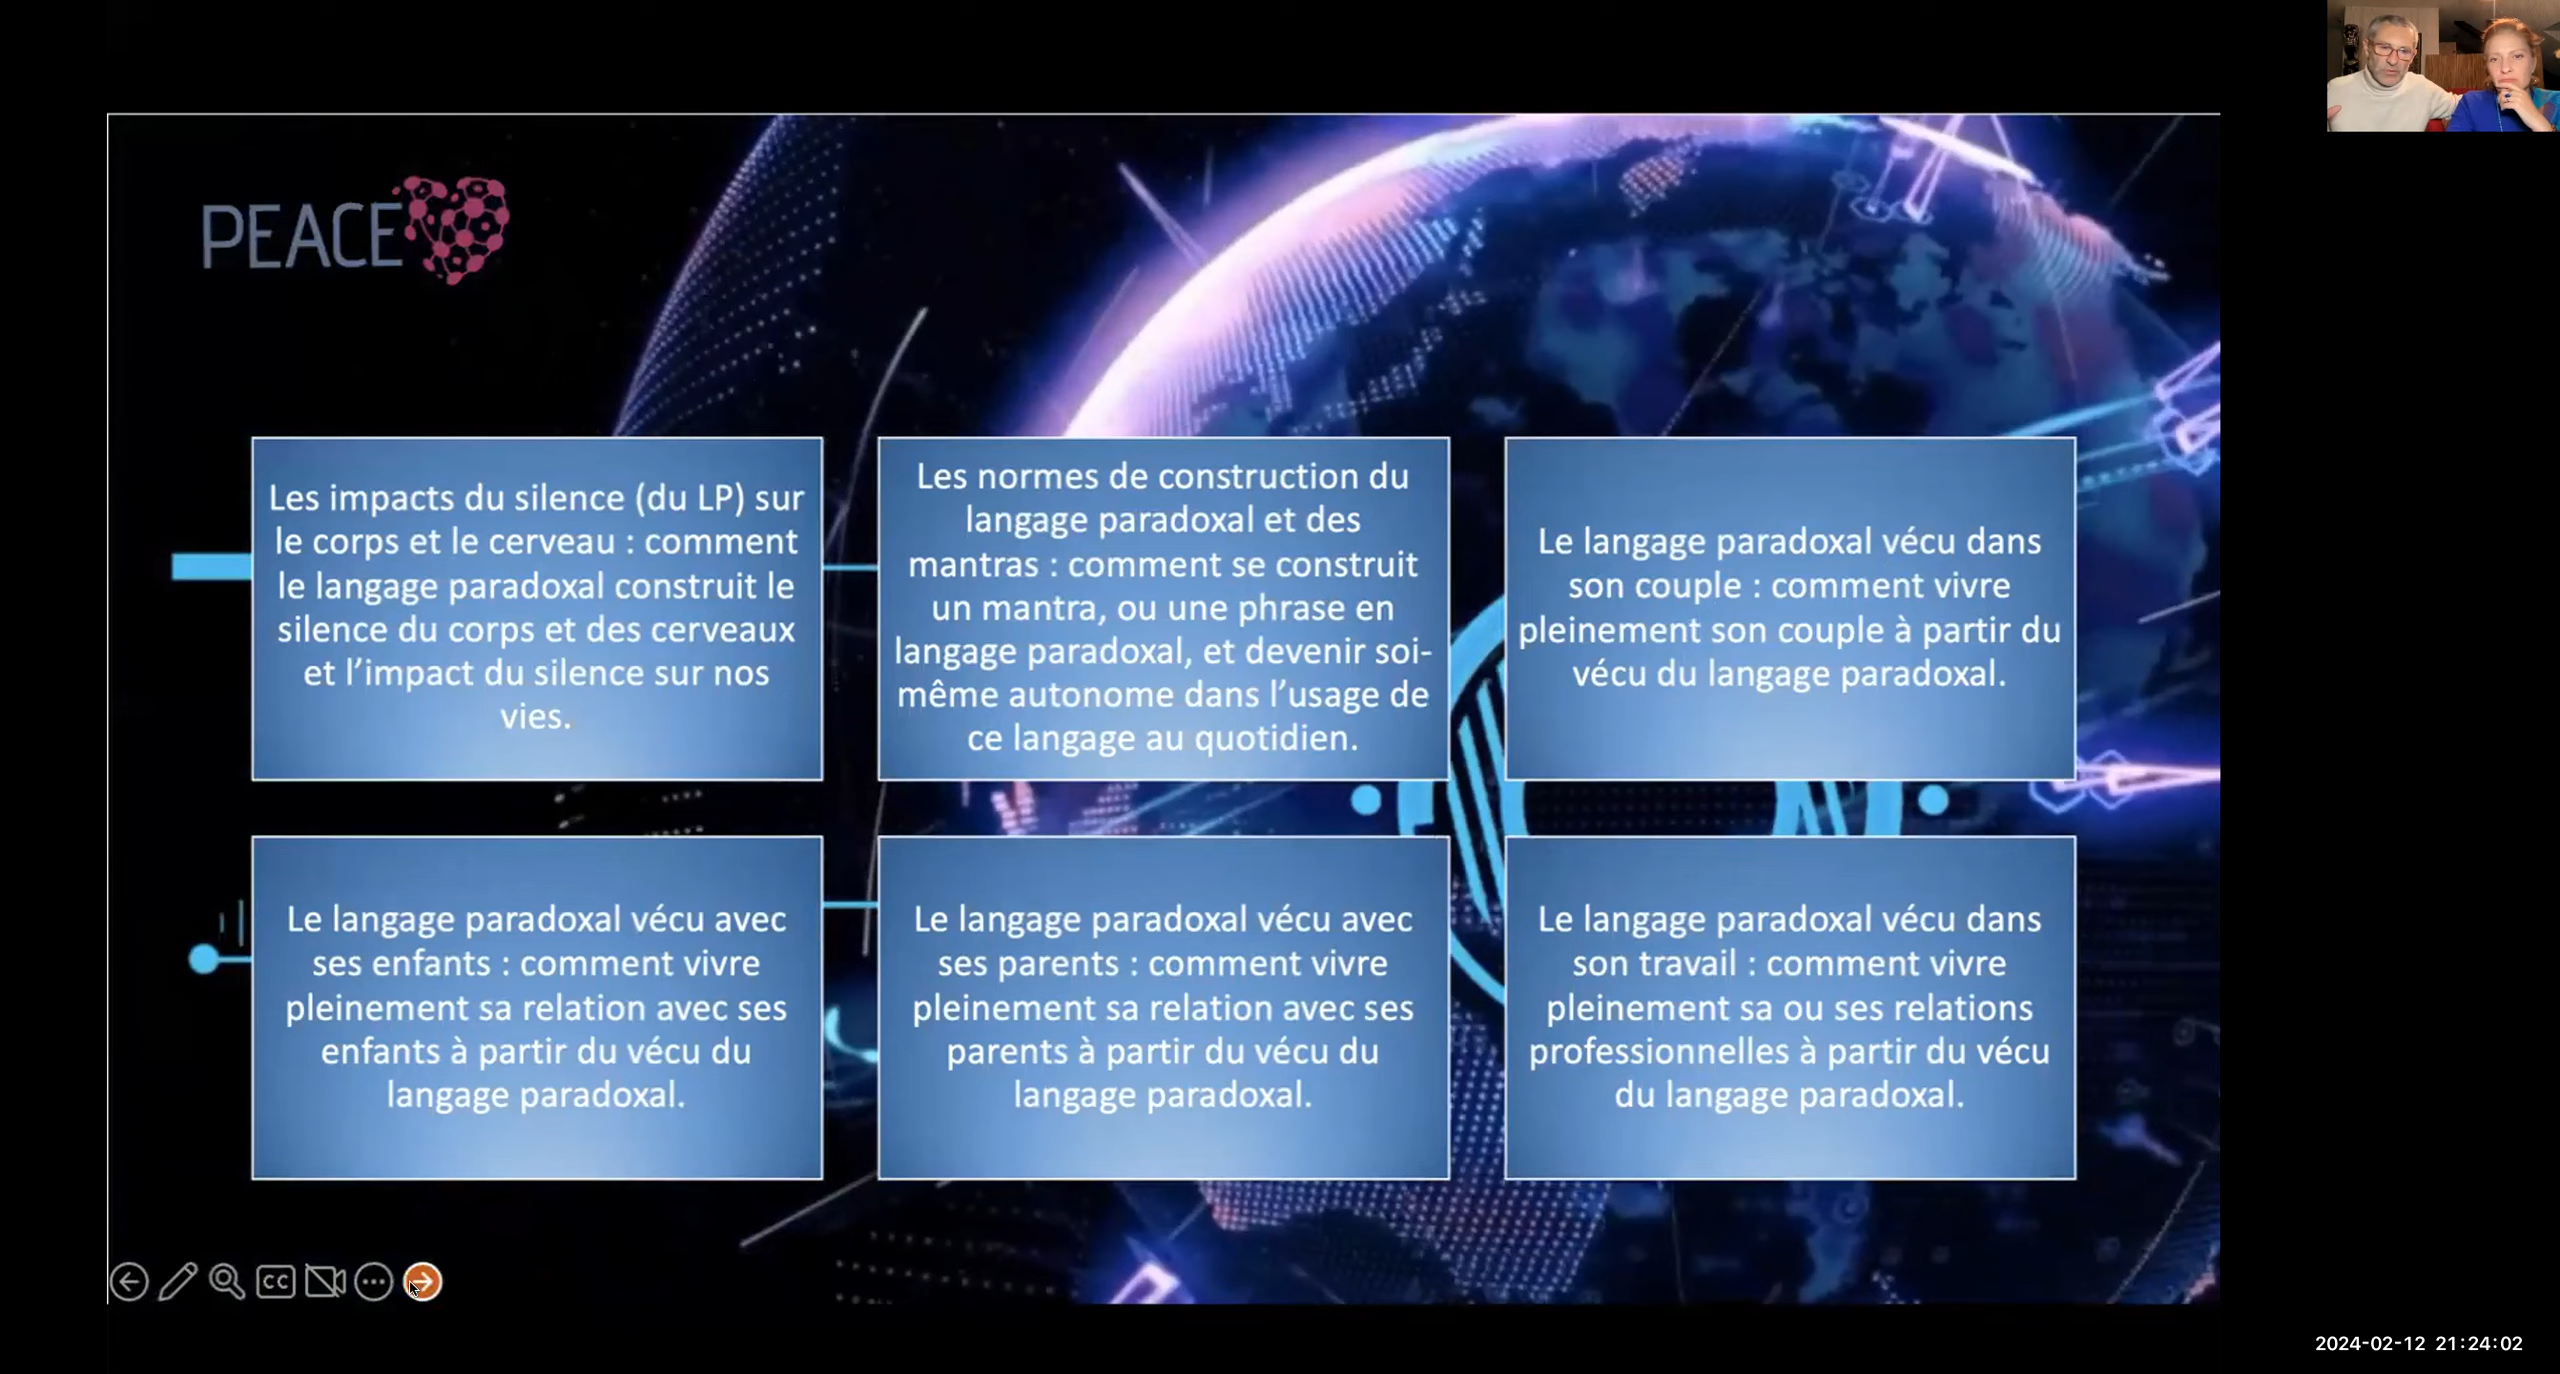 PEACE
Les impacts du silence (du LP) sur
le corps et le cerveau : comment
le langage paradoxal construit le
silence du corps et des cerveaux
et l’impact du silence sur nos
vies.
Les normes de construction du
langage paradoxal et des
mantras : comment se construit
un mantra, ou une phrase en
langage paradoxal, et devenir soi-
même autonome dans l’usage de
ce langage au quotidien.
Le langage paradoxal vécu dans
son couple : comment vivre
pleinement son couple à partir du
vécu du langage paradoxal.
Le langage paradoxal vécu avec
ses enfants : comment vivre
pleinement sa relation avec ses
enfants à partir du vécu du
langage paradoxal.
Le langage paradoxal vécu avec
ses parents : comment vivre
pleinement sa relation avec ses
parents à partir du vécu du
langage paradoxal.
Le langage paradoxal vécu dans
son travail : comment vivre
pleinement sa ou ses relations
professionnelles à partir du vécu
du langage paradoxal.
CC
2024-02-12 21:24:02